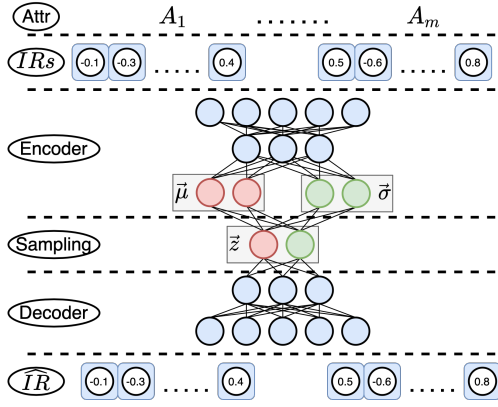 Attr A₁ ........ Aₘ
IRs -0.1 -0.3 ..... 0.4 0.5 -0.6 ..... 0.8
Encoder
μ⃗ σ⃗
Sampling z⃗
Decoder
ÎR -0.1 -0.3 ..... 0.4 0.5 -0.6 ..... 0.8